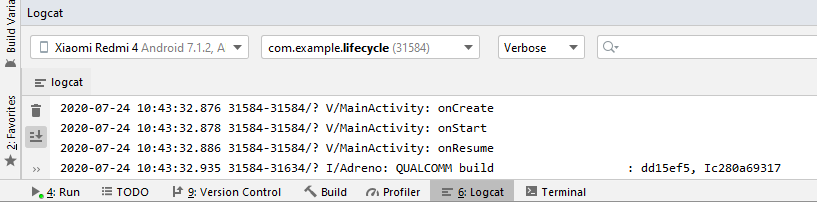 Logcat
Build Varia
Xiaomi Redmi 4 Android 7.1.2, A
com.example.lifecycle (31584)
Verbose
logcat
2: Favorites
2020-07-24 10:43:32.876 31584-31584/? V/MainActivity: onCreate
2020-07-24 10:43:32.878 31584-31584/? V/MainActivity: onStart
2020-07-24 10:43:32.886 31584-31584/? V/MainActivity: onResume
2020-07-24 10:43:32.935 31584-31634/? I/Adreno: QUALCOMM build : dd15ef5, Ic280a69317
4: Run TODO 9: Version Control Build Profiler 6: Logcat Terminal